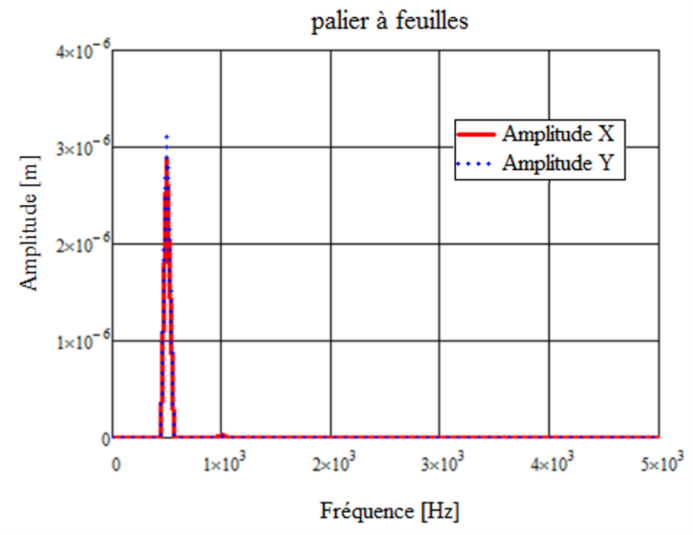 palier à feuilles
4×10⁻⁶
3×10⁻⁶
2×10⁻⁶
1×10⁻⁶
0
Amplitude [m]
Amplitude X
Amplitude Y
0 1×10³ 2×10³ 3×10³ 4×10³ 5×10³
Fréquence [Hz]